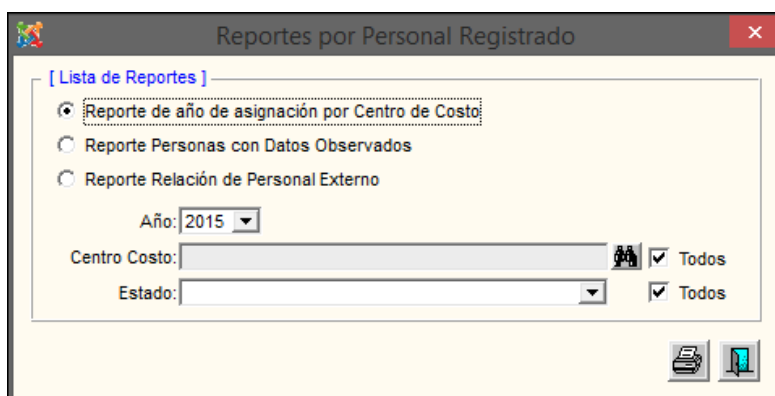 Reportes por Personal Registrado
[ Lista de Reportes ]
Reporte de año de asignación por Centro de Costo
Reporte Personas con Datos Observados
Reporte Relación de Personal Externo
Año: 2015
Centro Costo: Todos
Estado: Todos